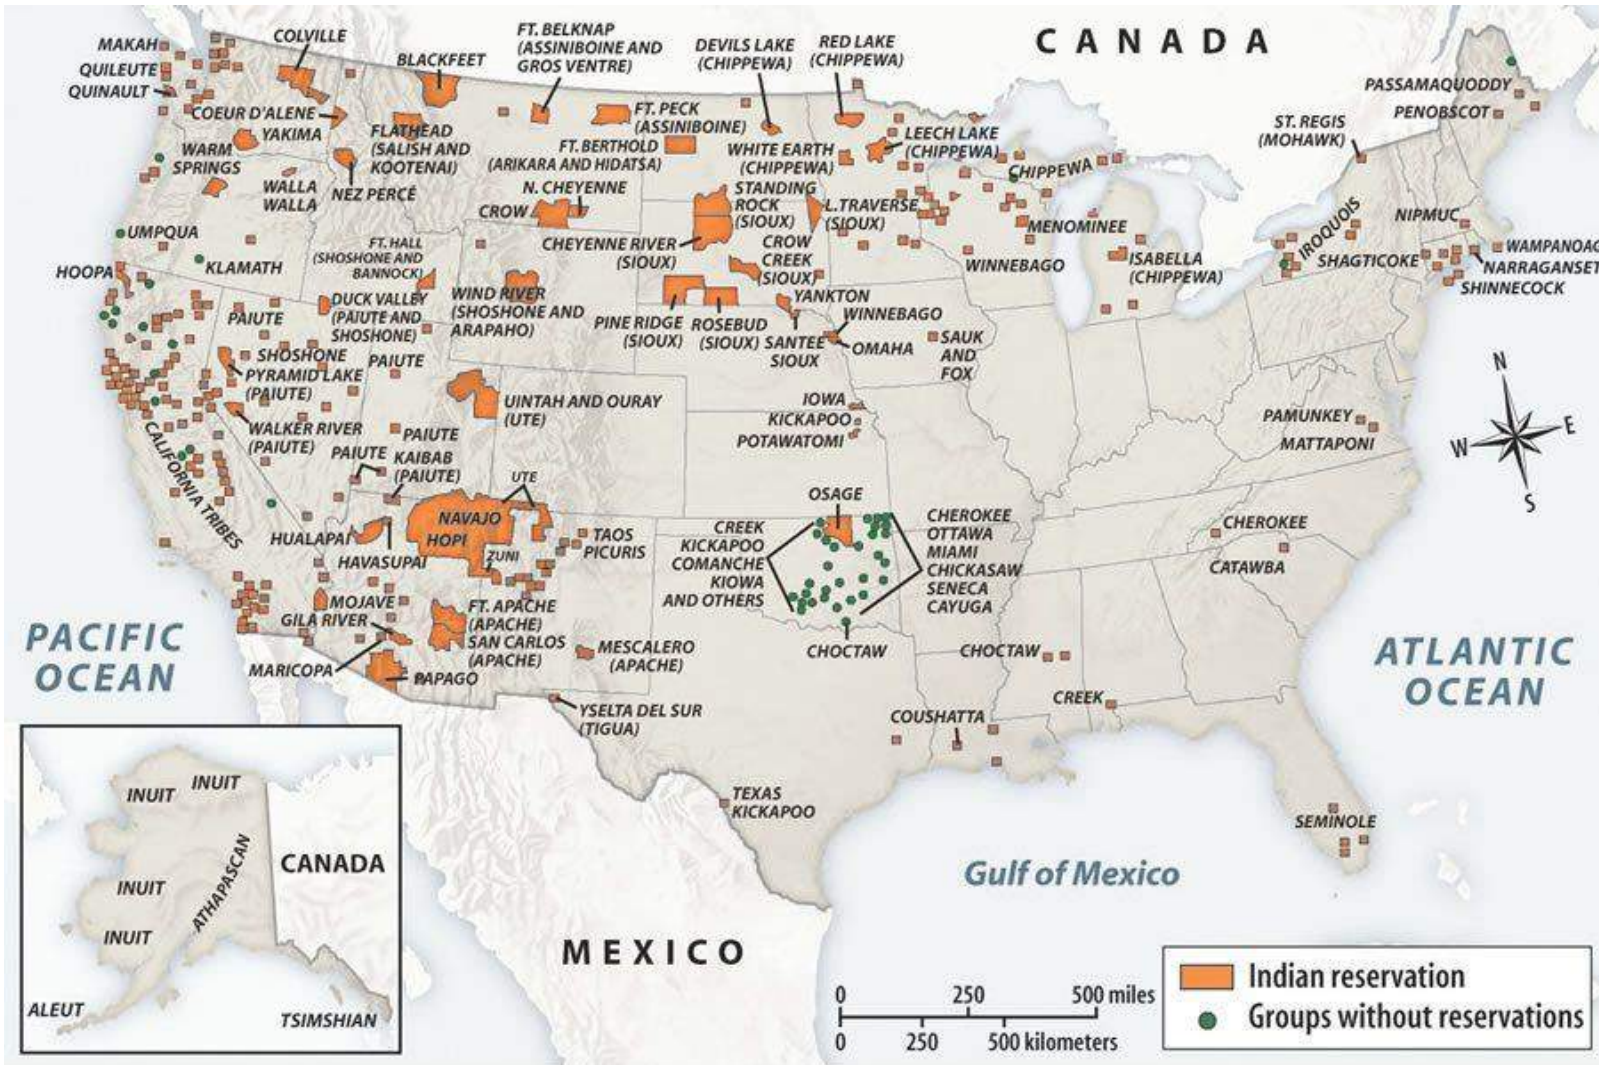 CANADA
MAKAH
QUILEUTE
QUINAULT
COLVILLE
BLACKFEET
FT. BELKNAP
(ASSINIBOINE AND
GROS VENTRE)
DEVILS LAKE
(CHIPPEWA)
RED LAKE
(CHIPPEWA)
PASSAMAQUODDY
PENOBSCOT
ST. REGIS
(MOHAWK)
COEUR D'ALENE
YAKIMA
WARM
SPRINGS
FLATHEAD
(SALISH AND
KOOTENAI)
FT. PECK
(ASSINIBOINE)
FT. BERTHOLD
(ARIKARA AND HIDATSA)
WHITE EARTH
(CHIPPEWA)
LEECH LAKE
(CHIPPEWA)
CHIPPEWA
WALLA
WALLA
NEZ PERCÉ
N. CHEYENNE
CROW
STANDING
ROCK
(SIOUX)
L.TRAVERSE
(SIOUX)
MENOMINEE
IROQUOIS
NIPMUC
UMPQUA
KLAMATH
HOOPA
FT. HALL
(SHOSHONE AND
BANNOCK)
CHEYENNE RIVER
(SIOUX)
CROW
CREEK
(SIOUX)
WINNEBAGO
ISABELLA
(CHIPPEWA)
SHAGTICOKE
WAMPANOAG
NARRAGANSET
SHINNECOCK
PAIUTE
DUCK VALLEY
(PAIUTE AND
SHOSHONE)
WIND RIVER
(SHOSHONE AND
ARAPAHO)
PINE RIDGE
(SIOUX)
ROSEBUD
(SIOUX)
YANKTON
SANTEE
SIOUX
WINNEBAGO
OMAHA
SAUK
AND
FOX
SHOSHONE
PYRAMID LAKE
(PAIUTE)
PAIUTE
WALKER RIVER
(PAIUTE)
UINTAH AND OURAY
(UTE)
IOWA
KICKAPOO
POTAWATOMI
PAMUNKEY
MATTAPONI
N
E
S
W
CALIFORNIA TRIBES
PAIUTE
PAIUTE
KAIBAB
(PAIUTE)
UTE
NAVAJO
HOPI
ZUNI
HUALAPAI
HAVASUPAI
TAOS
PICURIS
OSAGE
CREEK
KICKAPOO
COMANCHE
KIOWA
AND OTHERS
CHEROKEE
OTTAWA
MIAMI
CHICKASAW
SENECA
CAYUGA
CHOCTAW
CHEROKEE
CATAWBA
MOJAVE
GILA RIVER
MARICOPA
PAPAGO
FT. APACHE
(APACHE)
SAN CARLOS
(APACHE)
MESCALERO
(APACHE)
YSELTA DEL SUR
(TIGUA)
CHOCTAW
CREEK
COUSHATTA
TEXAS
KICKAPOO
SEMINOLE
PACIFIC
OCEAN
ATLANTIC
OCEAN
Gulf of Mexico
MEXICO
INUIT
INUIT
INUIT
INUIT
ATHAPASCAN
CANADA
ALEUT
TSIMSHIAN
0 250 500 miles
0 250 500 kilometers
Indian reservation
Groups without reservations